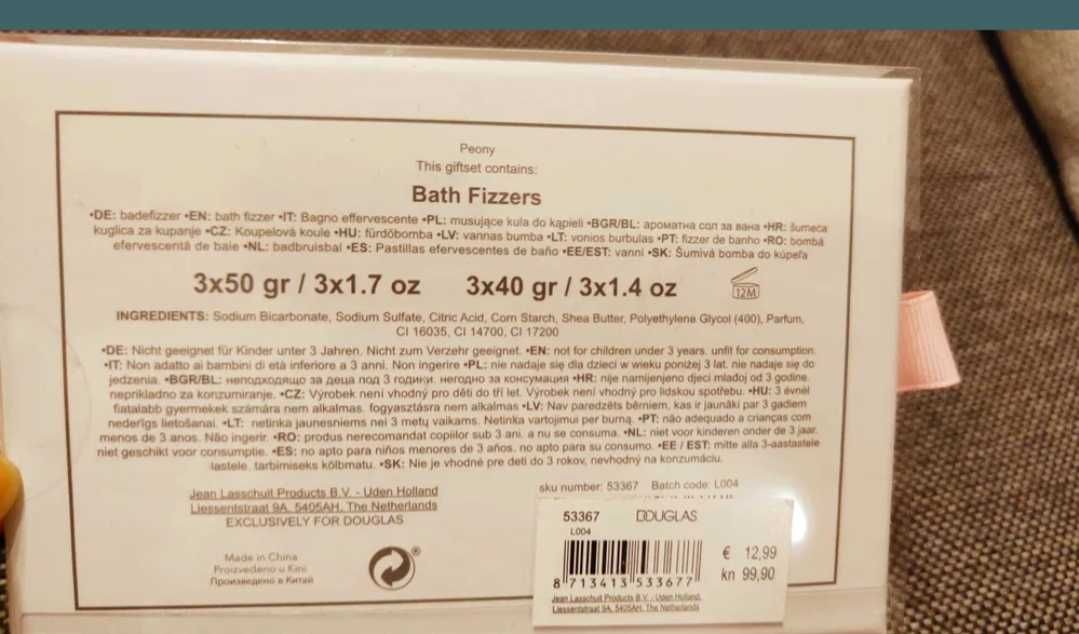 Peony
This giftset contains:
Bath Fizzers
•DE: badefizzer •EN: bath fizzer •IT: Bagno effervescente •PL: musujące kula do kąpieli •BGR/BL: ароматна сол за вана •HR: šumeća
kuglica za kupanje •CZ: Koupelová koule •HU: fürdőbomba •LV: vannas bumba •LT: vonios burbulas •PT: fizzer de banho •RO: bombă
efervescentă de baie •NL: badbruisbal •ES: Pastillas efervescentes de baño •EE/EST: vanni •SK: Šumivá bomba do kúpeľa
3x50 gr / 3x1.7 oz 3x40 gr / 3x1.4 oz
12M
INGREDIENTS: Sodium Bicarbonate, Sodium Sulfate, Citric Acid, Corn Starch, Shea Butter, Polyethylene Glycol (400), Parfum,
CI 16035, CI 14700, CI 17200
•DE: Nicht geeignet für Kinder unter 3 Jahren. Nicht zum Verzehr geeignet. •EN: not for children under 3 years. unfit for consumption.
•IT: Non adatto ai bambini di età inferiore a 3 anni. Non ingerire •PL: nie nadaje się dla dzieci w wieku poniżej 3 lat. nie nadaje się do
jedzenia. •BGR/BL: неподходящо за деца под 3 години. негодно за консумация •HR: nije namijenjeno djeci mlađoj od 3 godine.
neprikladno za konzumiranje. •CZ: Výrobek není vhodný pro děti do tří let. Výrobek není vhodný pro lidskou spotřebu. •HU: 3 évnél
fiatalabb gyermekek számára nem alkalmas. fogyasztásra nem alkalmas •LV: Nav paredzēts bērniem, kas ir jaunāki par 3 gadiem
nederīgs lietošanai. •LT: netinka jaunesniems nei 3 metų vaikams. Netinka vartojimui per burną. •PT: não adequado a crianças com
menos de 3 anos. Não ingerir. •RO: produs nerecomandat copiilor sub 3 ani. a nu se consuma. •NL: niet voor kinderen onder de 3 jaar.
niet geschikt voor consumptie. •ES: no apto para niños menores de 3 años. no apto para su consumo. •EE / EST: mitte alla 3-aastastele
lastele. tarbimiseks kõlbmatu. •SK: Nie je vhodné pre deti do 3 rokov, nevhodný na konzumáciu.
Jean Lasschuit Products B.V. - Uden Holland
Liessentstraat 9A, 5405AH, The Netherlands
EXCLUSIVELY FOR DOUGLAS
sku number: 53367 Batch code: L004
Made in China
Proizvedeno u Kini
Произведено в Китай
®
53367 DOUGLAS
L004
€ 12,99
kn 99,90
8 713413 533677
Jean Lasschuit Products B.V. - Uden Holland,
Liessentstraat 9A, 5405AH, The Netherlands